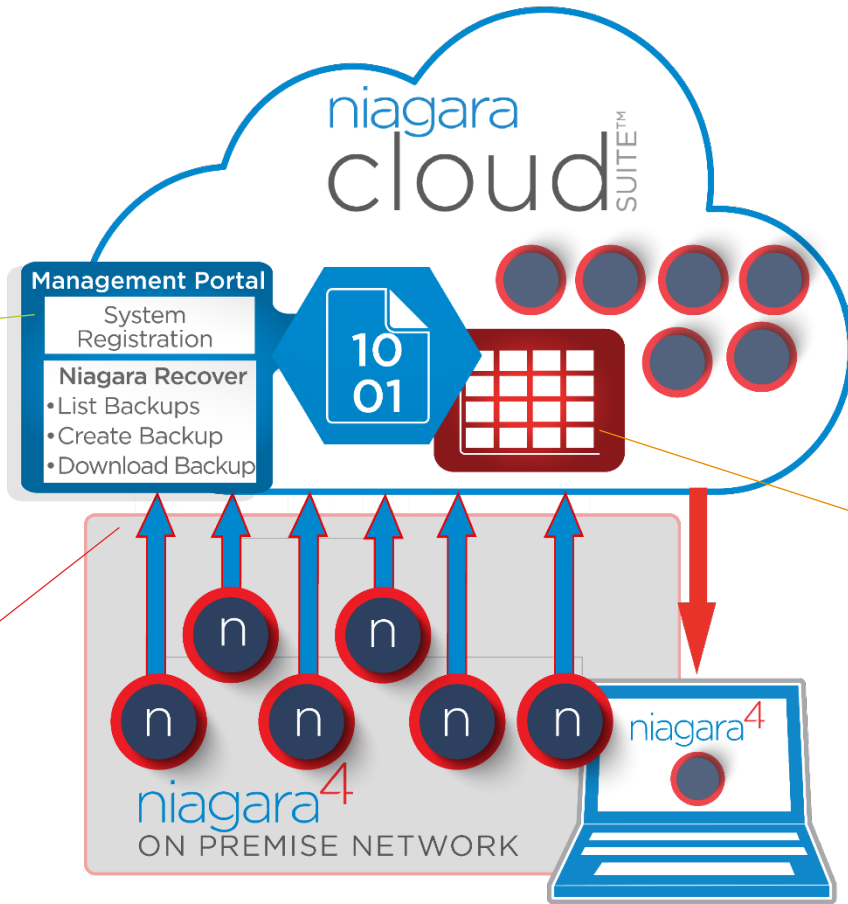 niagara
cloud
SUITE™
Management Portal
System
Registration
Niagara Recover
•List Backups
•Create Backup
•Download Backup
10
01
n
n
n
n
n
n
niagara4
niagara4
ON PREMISE NETWORK